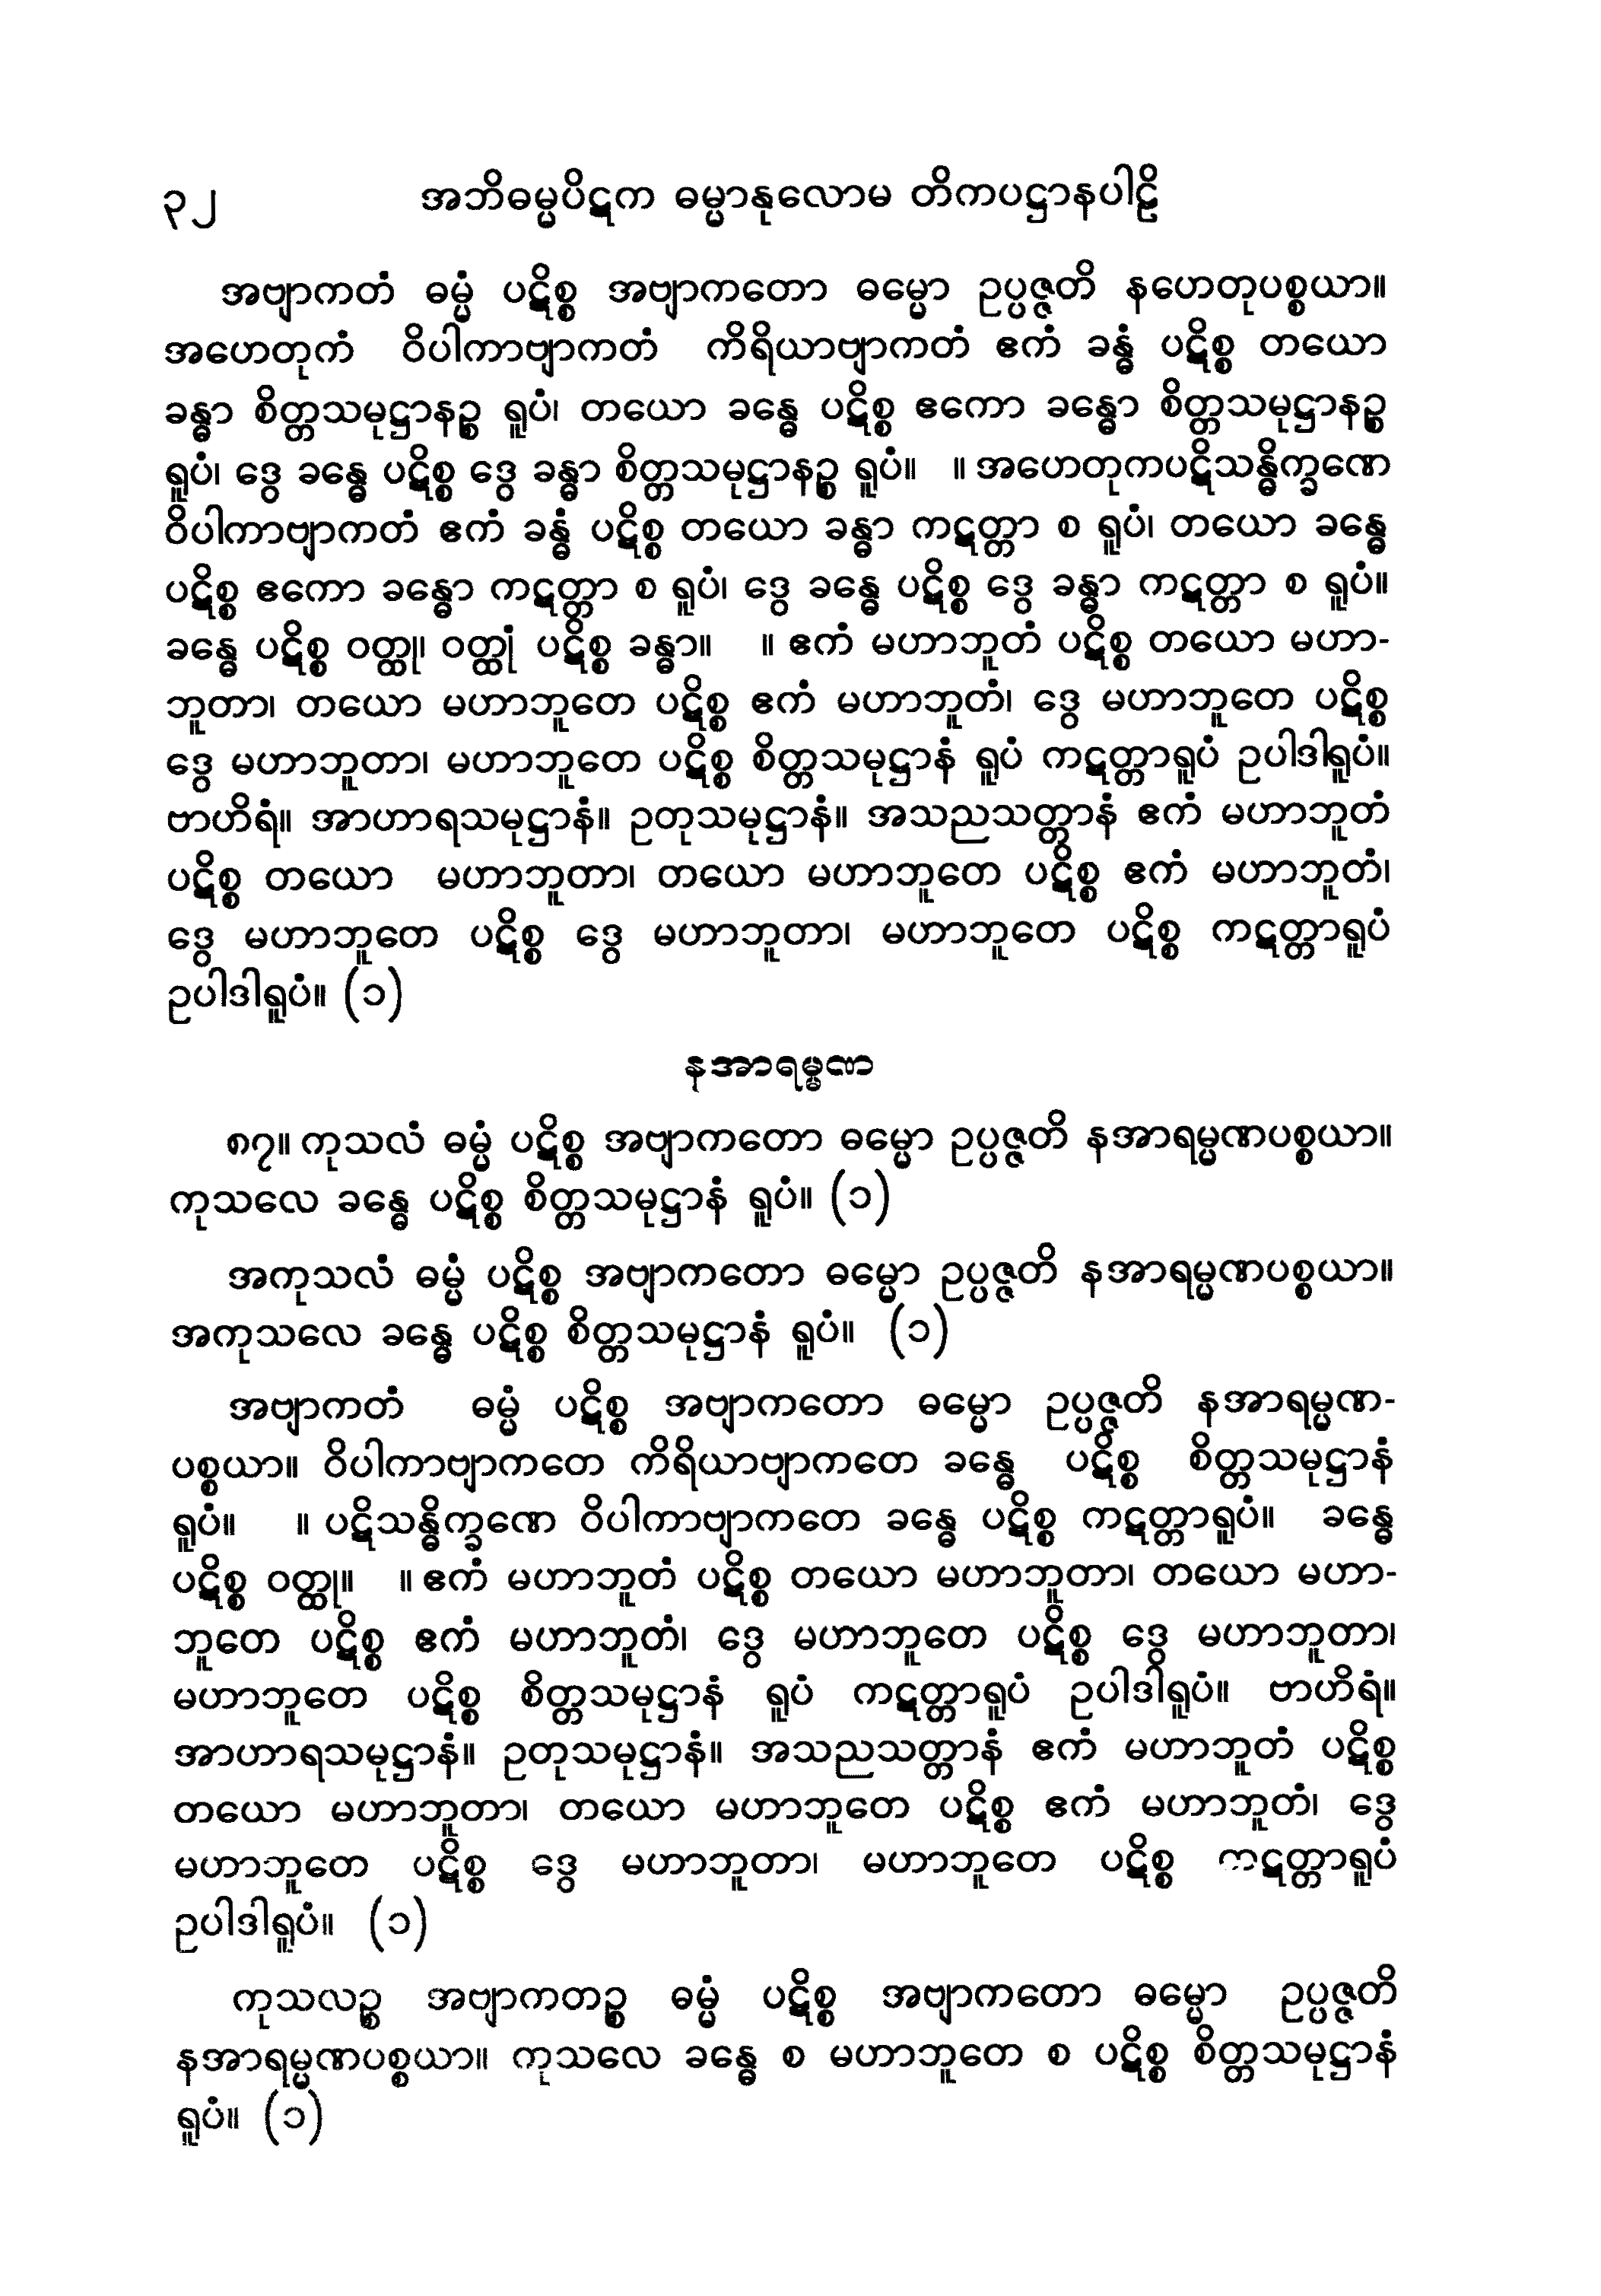 ၃၂ အဘိဓမ္မပိဋက ဓမ္မာနုလောမ တိကပဋ္ဌာနပါဠိ
အဗျာကတံ ဓမ္မံ ပဋိစ္စ အဗျာကတော ဓမ္မော ဥပ္ပဇ္ဇတိ နဟေတုပစ္စယာ။
အဟေတုကံ ဝိပါကာဗျာကတံ ကိရိယာဗျာကတံ ဧကံ ခန္ဓံ ပဋိစ္စ တယော
ခန္ဓာ စိတ္တသမုဋ္ဌာနဉ္စ ရူပံ၊ တယော ခန္ဓေ ပဋိစ္စ ဧကော ခန္ဓော စိတ္တသမုဋ္ဌာနဉ္စ
ရူပံ၊ ဒွေ ခန္ဓေ ပဋိစ္စ ဒွေ ခန္ဓာ စိတ္တသမုဋ္ဌာနဉ္စ ရူပံ။ ။ အဟေတုကပဋိသန္ဓိက္ခဏေ
ဝိပါကာဗျာကတံ ဧကံ ခန္ဓံ ပဋိစ္စ တယော ခန္ဓာ ကဋတ္တာ စ ရူပံ၊ တယော ခန္ဓေ
ပဋိစ္စ ဧကော ခန္ဓော ကဋတ္တာ စ ရူပံ၊ ဒွေ ခန္ဓေ ပဋိစ္စ ဒွေ ခန္ဓာ ကဋတ္တာ စ ရူပံ။
ခန္ဓေ ပဋိစ္စ ဝတ္ထု၊ ဝတ္ထုံ ပဋိစ္စ ခန္ဓာ။ ။ ဧကံ မဟာဘူတံ ပဋိစ္စ တယော မဟာ-
ဘူတာ၊ တယော မဟာဘူတေ ပဋိစ္စ ဧကံ မဟာဘူတံ၊ ဒွေ မဟာဘူတေ ပဋိစ္စ
ဒွေ မဟာဘူတာ၊ မဟာဘူတေ ပဋိစ္စ စိတ္တသမုဋ္ဌာနံ ရူပံ ကဋတ္တာရူပံ ဥပါဒါရူပံ။
ဗာဟိရံ။ အာဟာရသမုဋ္ဌာနံ။ ဥတုသမုဋ္ဌာနံ။ အသညသတ္တာနံ ဧကံ မဟာဘူတံ
ပဋိစ္စ တယော မဟာဘူတာ၊ တယော မဟာဘူတေ ပဋိစ္စ ဧကံ မဟာဘူတံ၊
ဒွေ မဟာဘူတေ ပဋိစ္စ ဒွေ မဟာဘူတာ၊ မဟာဘူတေ ပဋိစ္စ ကဋတ္တာရူပံ
ဥပါဒါရူပံ။ (၁)
နအာရမ္မဏ
၈၇။ ကုသလံ ဓမ္မံ ပဋိစ္စ အဗျာကတော ဓမ္မော ဥပ္ပဇ္ဇတိ နအာရမ္မဏပစ္စယာ။
ကုသလေ ခန္ဓေ ပဋိစ္စ စိတ္တသမုဋ္ဌာနံ ရူပံ။ (၁)
အကုသလံ ဓမ္မံ ပဋိစ္စ အဗျာကတော ဓမ္မော ဥပ္ပဇ္ဇတိ နအာရမ္မဏပစ္စယာ။
အကုသလေ ခန္ဓေ ပဋိစ္စ စိတ္တသမုဋ္ဌာနံ ရူပံ။ (၁)
အဗျာကတံ ဓမ္မံ ပဋိစ္စ အဗျာကတော ဓမ္မော ဥပ္ပဇ္ဇတိ နအာရမ္မဏ-
ပစ္စယာ။ ဝိပါကာဗျာကတေ ကိရိယာဗျာကတေ ခန္ဓေ ပဋိစ္စ စိတ္တသမုဋ္ဌာနံ
ရူပံ။ ။ ပဋိသန္ဓိက္ခဏေ ဝိပါကာဗျာကတေ ခန္ဓေ ပဋိစ္စ ကဋတ္တာရူပံ။ ခန္ဓေ
ပဋိစ္စ ဝတ္ထု။ ။ ဧကံ မဟာဘူတံ ပဋိစ္စ တယော မဟာဘူတာ၊ တယော မဟာ-
ဘူတေ ပဋိစ္စ ဧကံ မဟာဘူတံ၊ ဒွေ မဟာဘူတေ ပဋိစ္စ ဒွေ မဟာဘူတာ၊
မဟာဘူတေ ပဋိစ္စ စိတ္တသမုဋ္ဌာနံ ရူပံ ကဋတ္တာရူပံ ဥပါဒါရူပံ။ ဗာဟိရံ။
အာဟာရသမုဋ္ဌာနံ။ ဥတုသမုဋ္ဌာနံ။ အသညသတ္တာနံ ဧကံ မဟာဘူတံ ပဋိစ္စ
တယော မဟာဘူတာ၊ တယော မဟာဘူတေ ပဋိစ္စ ဧကံ မဟာဘူတံ၊ ဒွေ
မဟာဘူတေ ပဋိစ္စ ဒွေ မဟာဘူတာ၊ မဟာဘူတေ ပဋိစ္စ ကဋတ္တာရူပံ
ဥပါဒါရူပံ။ (၁)
ကုသလဉ္စ အဗျာကတဉ္စ ဓမ္မံ ပဋိစ္စ အဗျာကတော ဓမ္မော ဥပ္ပဇ္ဇတိ
နအာရမ္မဏပစ္စယာ။ ကုသလေ ခန္ဓေ စ မဟာဘူတေ စ ပဋိစ္စ စိတ္တသမုဋ္ဌာနံ
ရူပံ။ (၁)